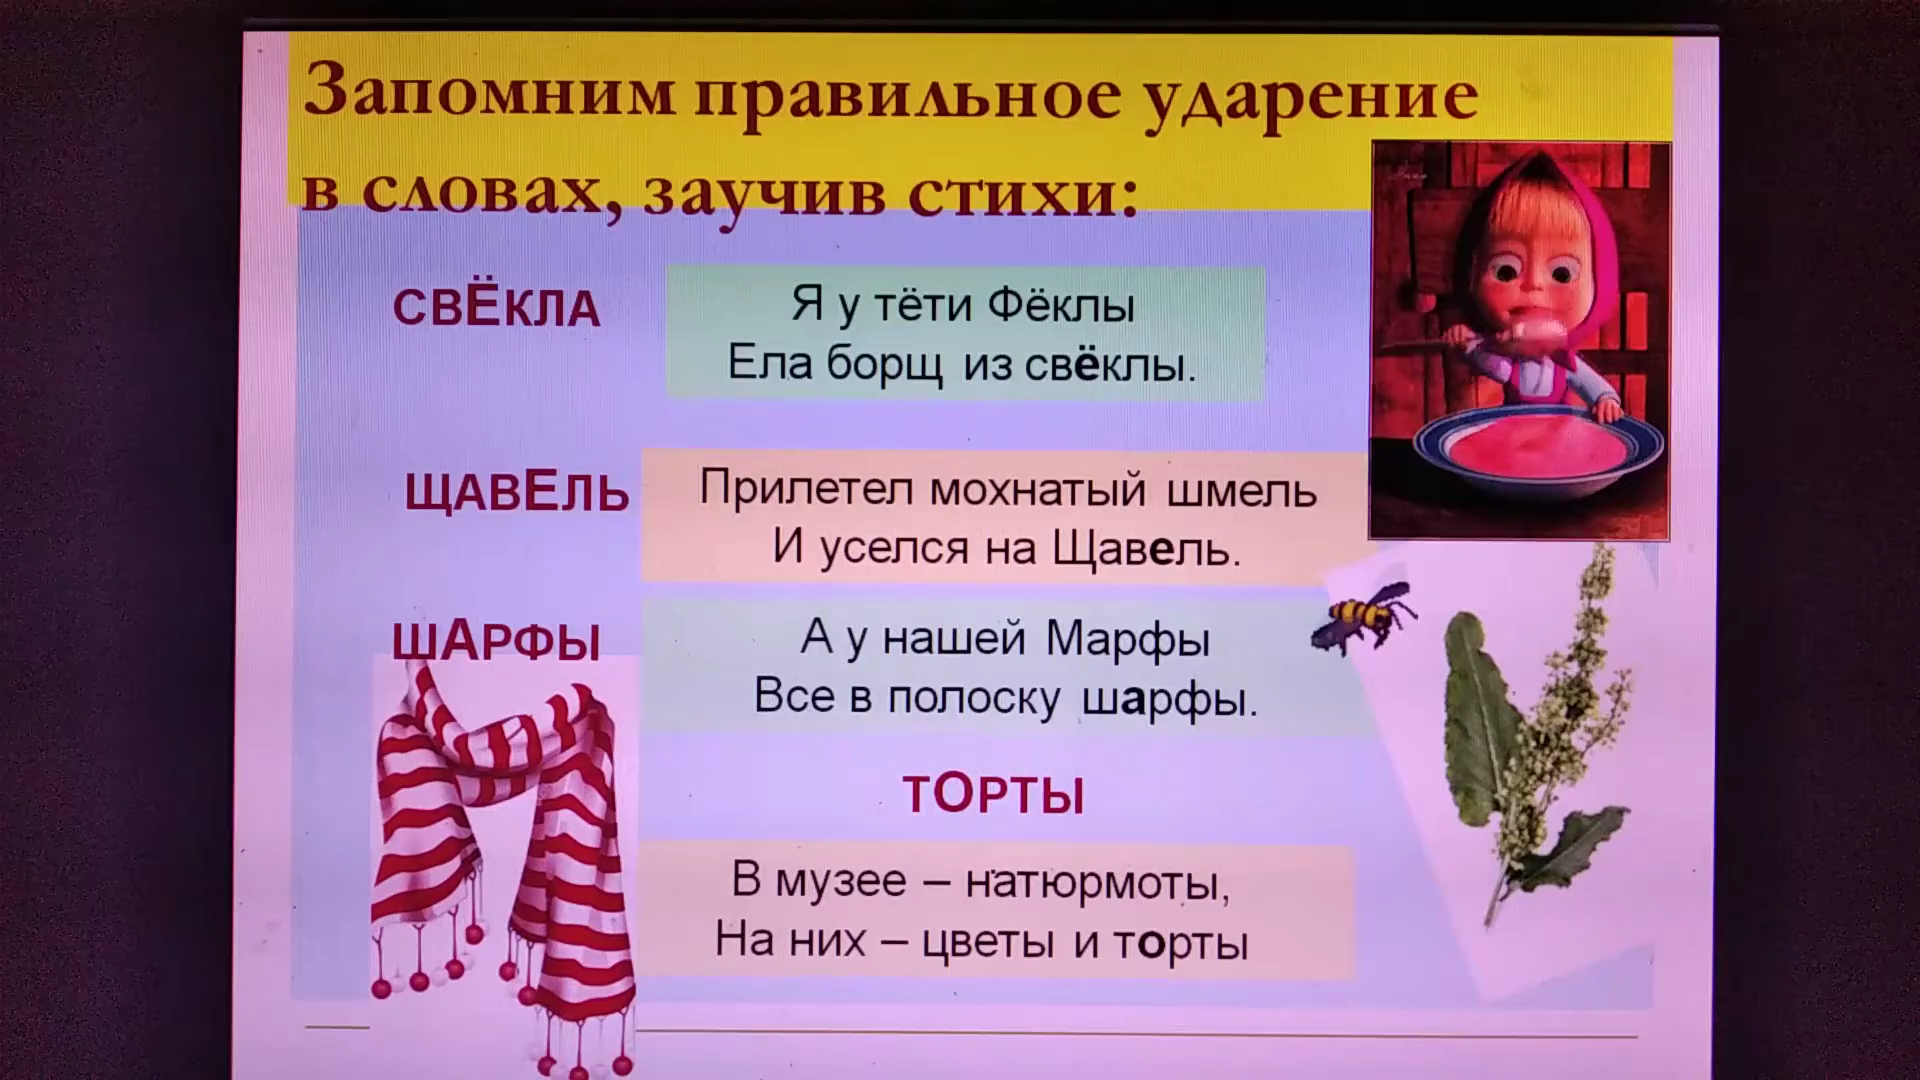 Запомним правильное ударение
в словах, заучив стихи:
СВЁКЛА
Я у тёти Фёклы
Ела борщ из свёклы.
ЩАВЕЛЬ
Прилетел мохнатый шмель
И уселся на Щавель.
ШАРФЫ
А у нашей Марфы
Все в полоску шарфы.
ТОРТЫ
В музее – натюрмоты,
На них – цветы и торты